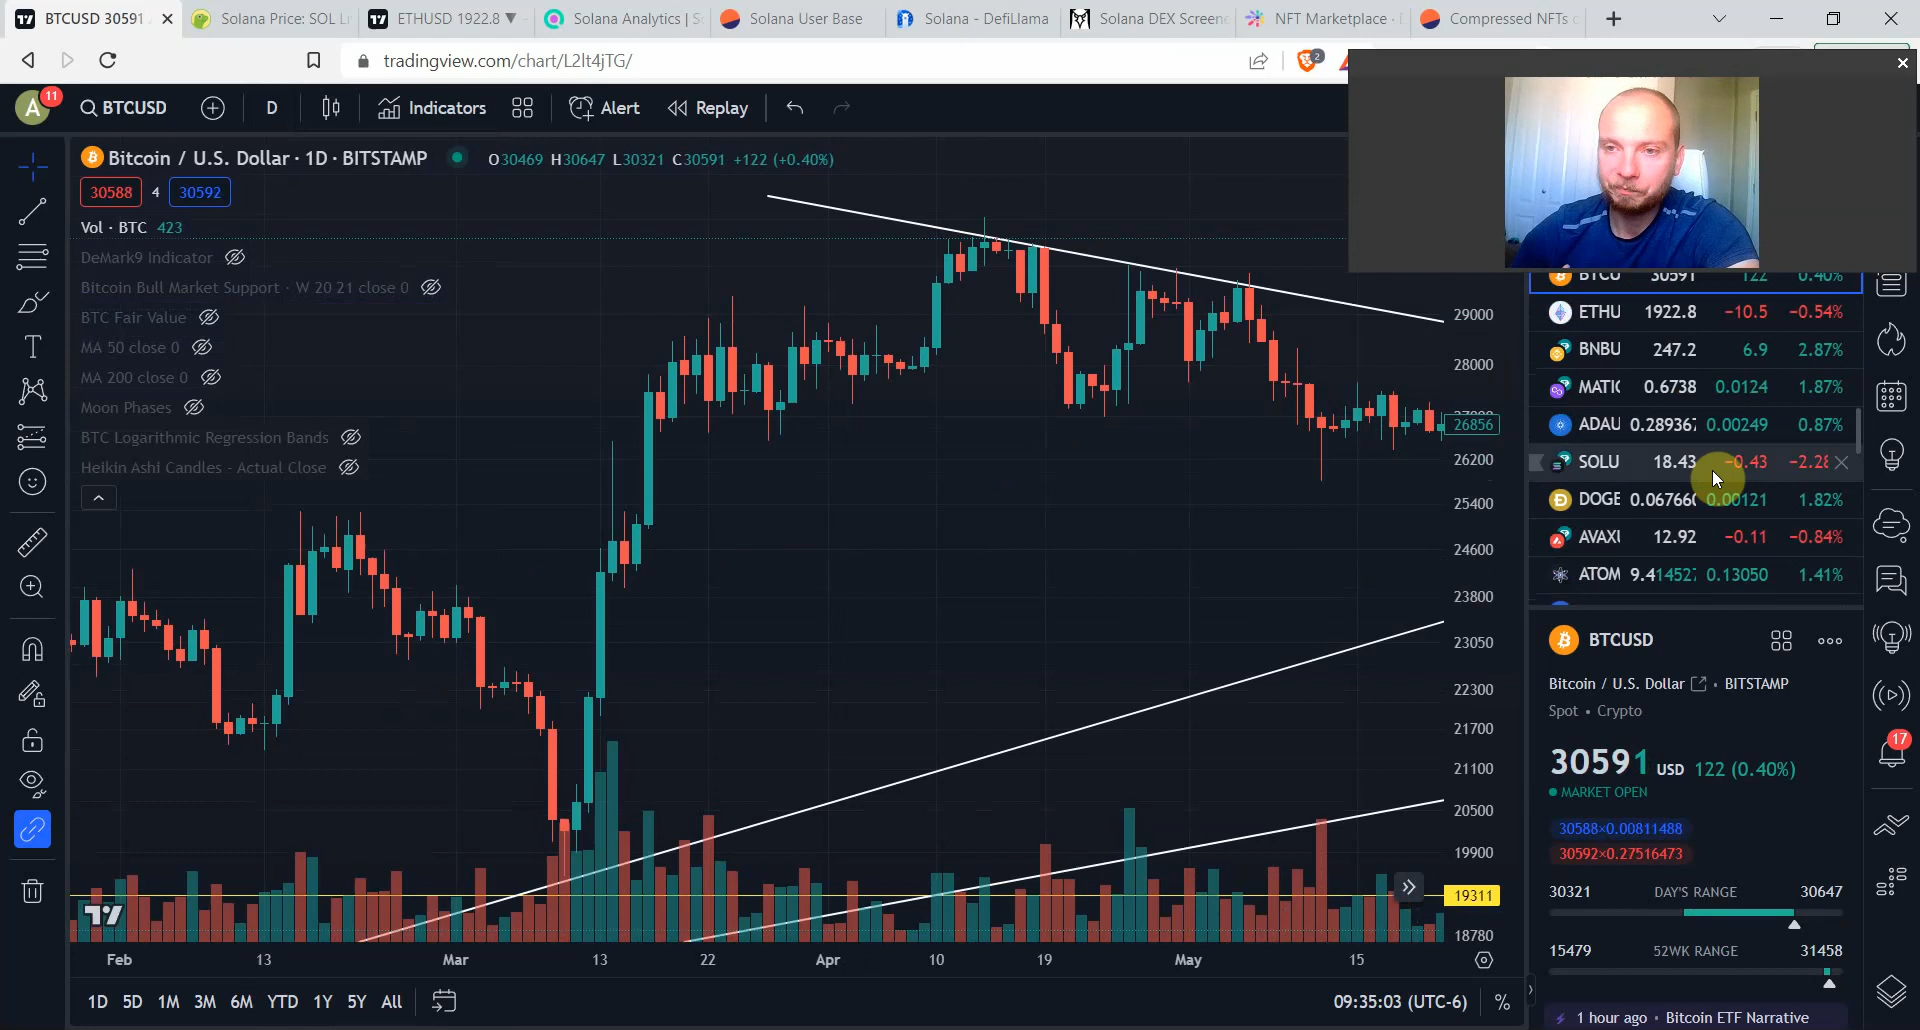 BTCUSD 30591
Solana Price: SOL Li
ETHUSD 1922.8 ▼
Solana Analytics | S
Solana User Base
Solana - DefiLlama
Solana DEX Screene
NFT Marketplace -
Compressed NFTs
tradingview.com/chart/L2lt4jTG/
2
A
11
BTCUSD
D
Indicators
Alert
Replay
Bitcoin / U.S. Dollar · 1D · BITSTAMP
O30469 H30647 L30321 C30591 +122 (+0.40%)
30588 4 30592
Vol · BTC 423
DeMark9 Indicator
Bitcoin Bull Market Support · W 20 21 close 0
BTC Fair Value
MA 50 close 0
MA 200 close 0
Moon Phases
BTC Logarithmic Regression Bands
Heikin Ashi Candles - Actual Close
29000
28000
26856
26200
25400
24600
23800
23050
22300
21700
21100
20500
19900
19311
18780
Feb 13 Mar 13 22 Apr 10 19 May 15
1D 5D 1M 3M 6M YTD 1Y 5Y All
09:35:03 (UTC-6) %
BTCU 30591 122 0.40%
ETHU 1922.8 −10.5 −0.54%
BNBU 247.2 6.9 2.87%
MATIC 0.6738 0.0124 1.87%
ADAU 0.289367 0.00249 0.87%
SOLU 18.43 −0.43 −2.28
DOGE 0.06766 0.00121 1.82%
AVAXU 12.92 −0.11 −0.84%
ATOM 9.414527 0.13050 1.41%
BTCUSD
Bitcoin / U.S. Dollar · BITSTAMP
Spot • Crypto
30591 USD 122 (0.40%)
MARKET OPEN
30588×0.00811488
30592×0.27516473
30321 DAY'S RANGE 30647
15479 52WK RANGE 31458
1 hour ago • Bitcoin ETF Narrative
17